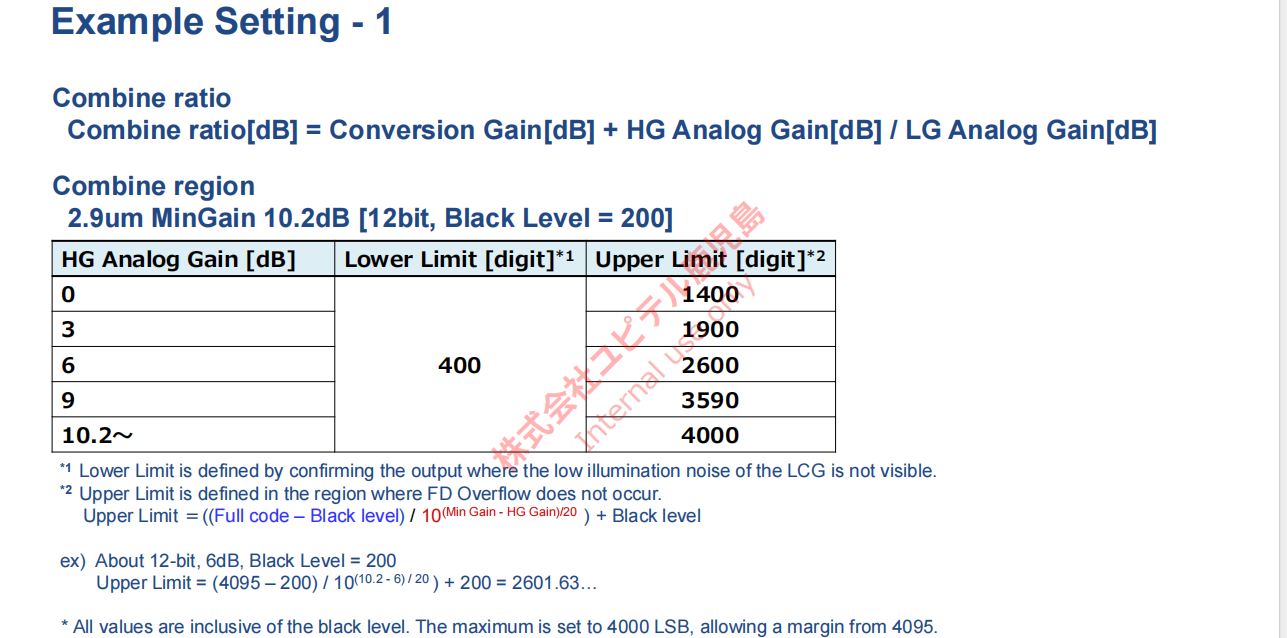 Example Setting - 1
Combine ratio
Combine ratio[dB] = Conversion Gain[dB] + HG Analog Gain[dB] / LG Analog Gain[dB]
Combine region
2.9um MinGain 10.2dB [12bit, Black Level = 200]
HG Analog Gain [dB] Lower Limit [digit]*1 Upper Limit [digit]*2
0 1400
3 1900
6 400 2600
9 3590
10.2～ 4000
株式会社ユピテル鹿児島
Internal use only
*1 Lower Limit is defined by confirming the output where the low illumination noise of the LCG is not visible.
*2 Upper Limit is defined in the region where FD Overflow does not occur.
Upper Limit = ((Full code – Black level) / 10(Min Gain - HG Gain)/20 ) + Black level
ex) About 12-bit, 6dB, Black Level = 200
Upper Limit = (4095 – 200) / 10(10.2 - 6) / 20 ) + 200 = 2601.63…
* All values are inclusive of the black level. The maximum is set to 4000 LSB, allowing a margin from 4095.